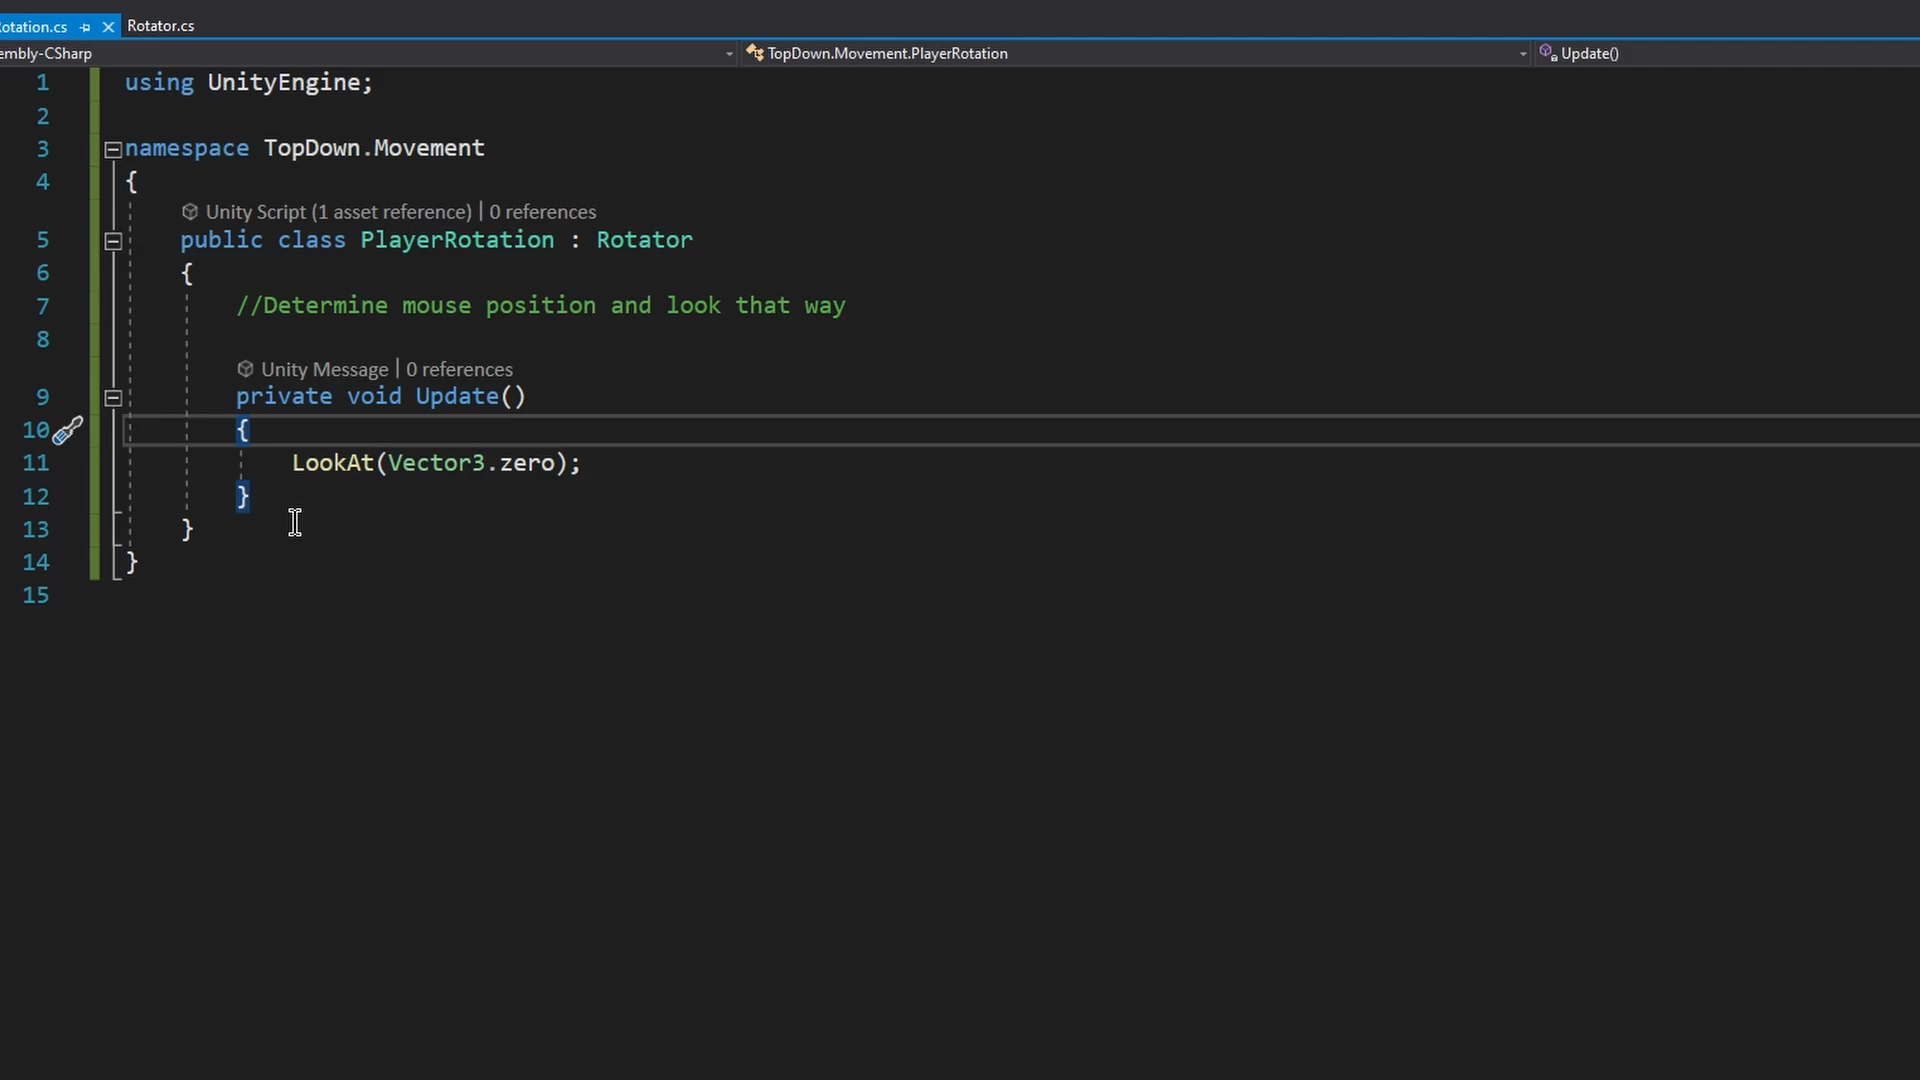 otation.cs
Rotator.cs
embly-CSharp
TopDown.Movement.PlayerRotation
Update()
1 using UnityEngine;
2
3 namespace TopDown.Movement
4 {
Unity Script (1 asset reference) | 0 references
5 public class PlayerRotation : Rotator
6 {
7 //Determine mouse position and look that way
8
Unity Message | 0 references
9 private void Update()
10 {
11 LookAt(Vector3.zero);
12 }
13 }
14 }
15